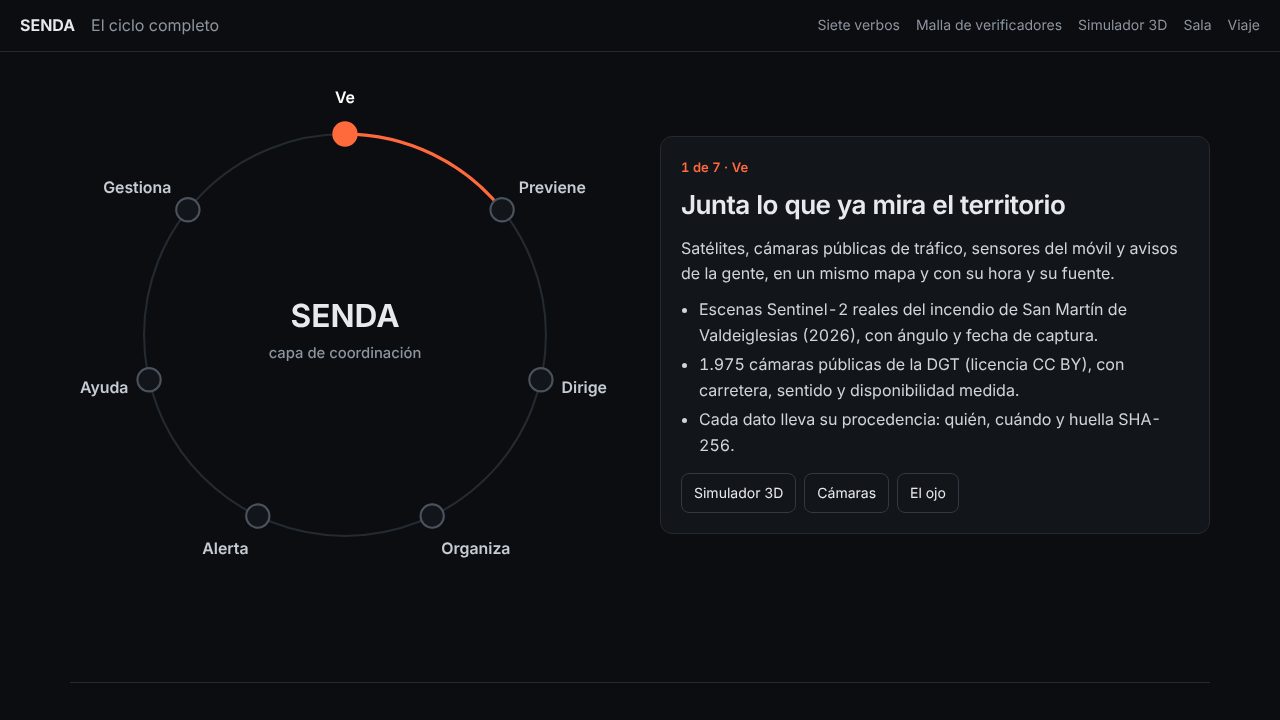 SENDA El ciclo completo
Siete verbos Malla de verificadores Simulador 3D Sala Viaje
Ve
Gestiona
Previene
SENDA
capa de coordinación
Ayuda
Dirige
Alerta
Organiza
1 de 7 · Ve
Junta lo que ya mira el territorio
Satélites, cámaras públicas de tráfico, sensores del móvil y avisos
de la gente, en un mismo mapa y con su hora y su fuente.
• Escenas Sentinel-2 reales del incendio de San Martín de
Valdeiglesias (2026), con ángulo y fecha de captura.
• 1.975 cámaras públicas de la DGT (licencia CC BY), con
carretera, sentido y disponibilidad medida.
• Cada dato lleva su procedencia: quién, cuándo y huella SHA-
256.
Simulador 3D Cámaras El ojo